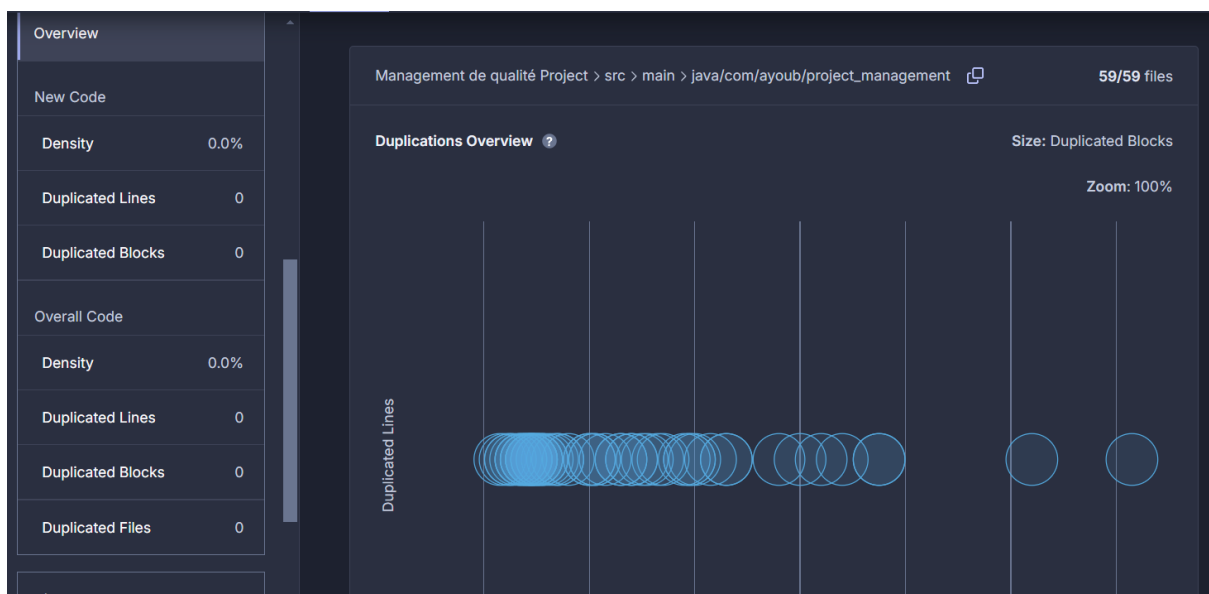 Overview
New Code
Density 0.0%
Duplicated Lines 0
Duplicated Blocks 0
Overall Code
Density 0.0%
Duplicated Lines 0
Duplicated Blocks 0
Duplicated Files 0
Management de qualité Project > src > main > java/com/ayoub/project_management 59/59 files
Duplications Overview ? Size: Duplicated Blocks
Zoom: 100%
Duplicated Lines